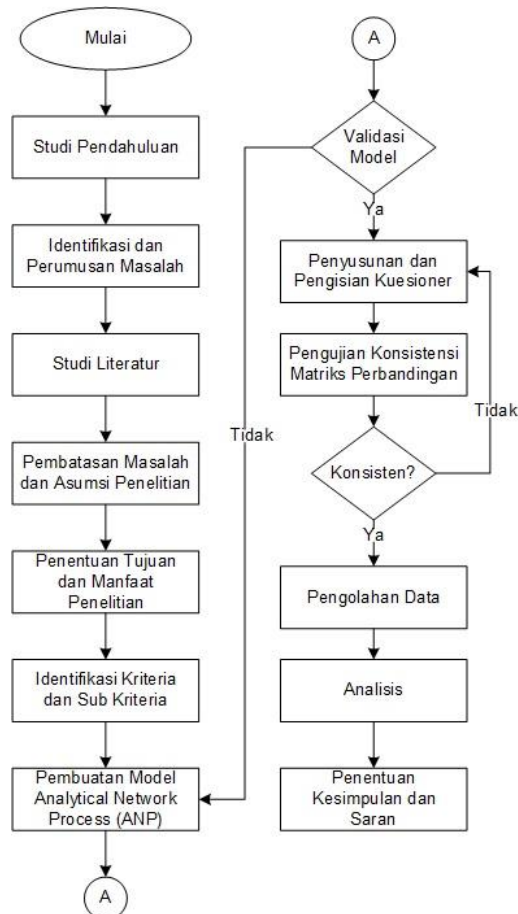 Mulai
Studi Pendahuluan
Identifikasi dan
Perumusan Masalah
Studi Literatur
Pembatasan Masalah
dan Asumsi Penelitian
Penentuan Tujuan
dan Manfaat
Penelitian
Identifikasi Kriteria
dan Sub Kriteria
Pembuatan Model
Analytical Network
Process (ANP)
A
A
Validasi
Model
Tidak
Ya
Penyusunan dan
Pengisian Kuesioner
Pengujian Konsistensi
Matriks Perbandingan
Tidak
Konsisten?
Ya
Pengolahan Data
Analisis
Penentuan
Kesimpulan dan
Saran